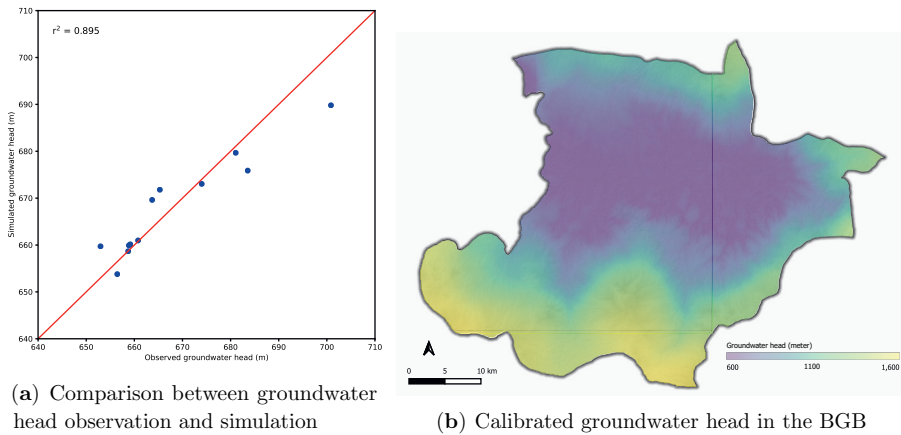 710
700
690
680
670
660
650
640
r² = 0.895
Simulated groundwater head (m)
640 650 660 670 680 690 700 710
Observed groundwater head (m)
(a) Comparison between groundwater
head observation and simulation
0 5 10 km
Groundwater head (meter)
600 1100 1,600
(b) Calibrated groundwater head in the BGB